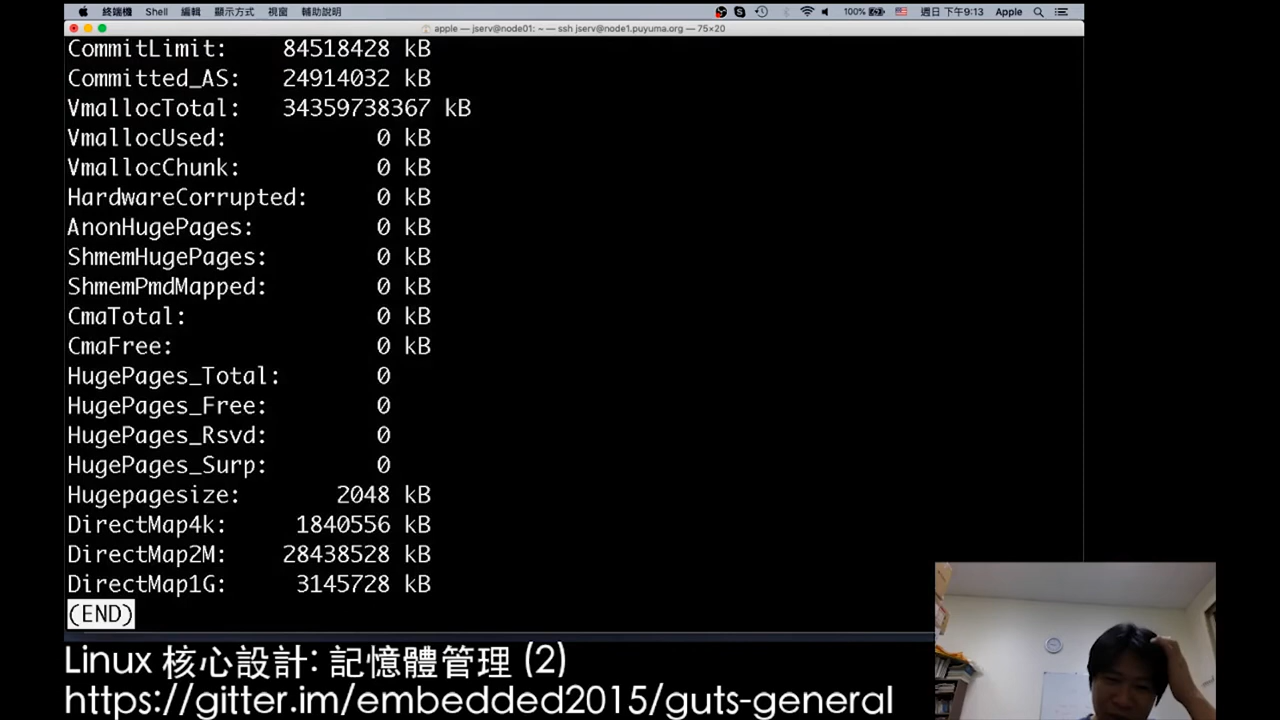 終端機 Shell 編輯 顯示方式 視窗 輔助說明 100% 週日 下午9:13 Apple
apple — jserv@node01: ~ — ssh jserv@node1.puyuma.org — 75×20
CommitLimit: 84518428 kB
Committed_AS: 24914032 kB
VmallocTotal: 34359738367 kB
VmallocUsed: 0 kB
VmallocChunk: 0 kB
HardwareCorrupted: 0 kB
AnonHugePages: 0 kB
ShmemHugePages: 0 kB
ShmemPmdMapped: 0 kB
CmaTotal: 0 kB
CmaFree: 0 kB
HugePages_Total: 0
HugePages_Free: 0
HugePages_Rsvd: 0
HugePages_Surp: 0
Hugepagesize: 2048 kB
DirectMap4k: 1840556 kB
DirectMap2M: 28438528 kB
DirectMap1G: 3145728 kB
(END)
Linux 核心設計: 記憶體管理 (2)
https://gitter.im/embedded2015/guts-general